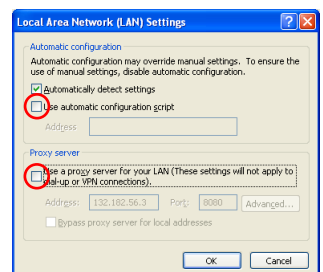 Local Area Network (LAN) Settings
Automatic configuration
Automatic configuration may override manual settings. To ensure the
use of manual settings, disable automatic configuration.
Automatically detect settings
Use automatic configuration script
Address
Proxy server
Use a proxy server for your LAN (These settings will not apply to
dial-up or VPN connections).
Address: 132.182.56.3 Port: 8080 Advanced...
Bypass proxy server for local addresses
OK Cancel